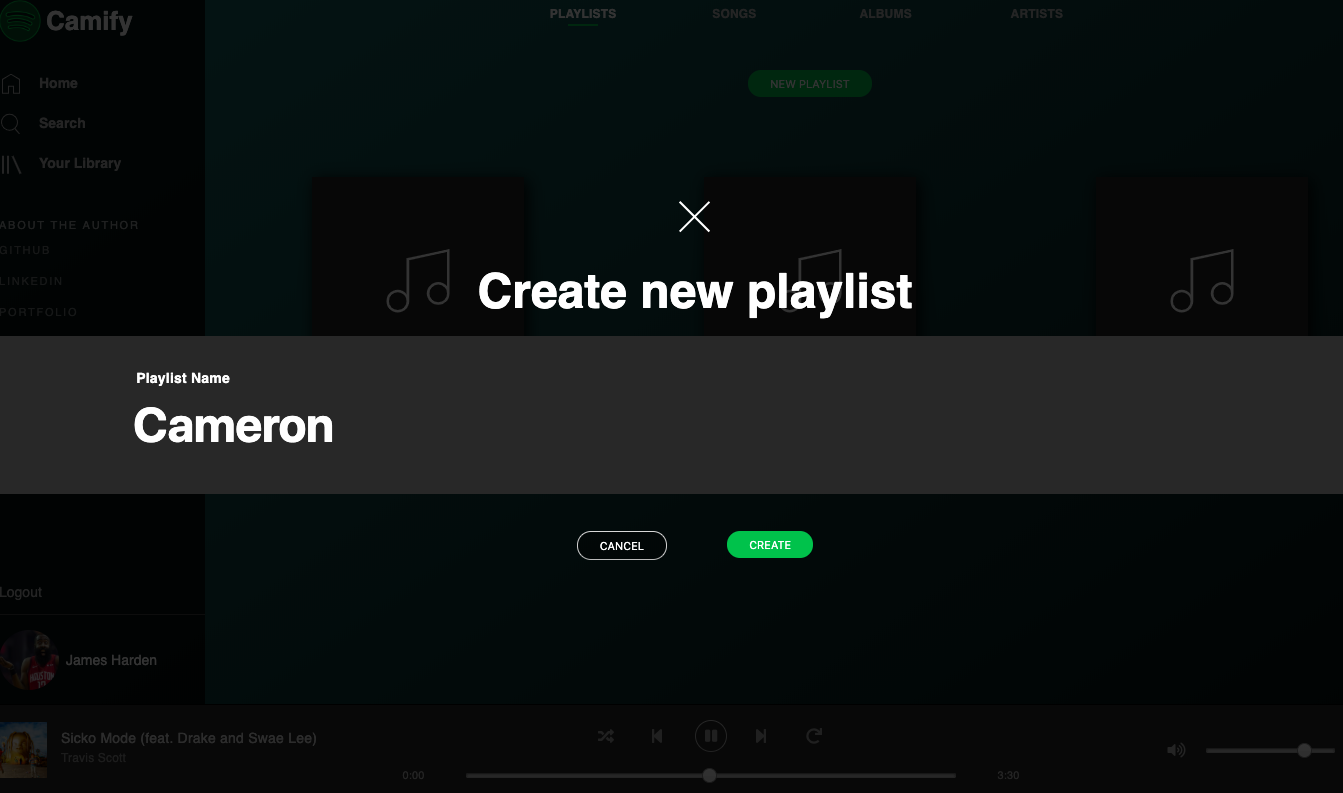 Camify
PLAYLISTS SONGS ALBUMS ARTISTS
Home
NEW PLAYLIST
Search
Your Library
ABOUT THE AUTHOR
GITHUB
LINKEDIN
PORTFOLIO
Create new playlist
Playlist Name
Cameron
CANCEL CREATE
Logout
James Harden
HOUSTON
13
Sicko Mode (feat. Drake and Swae Lee)
Travis Scott
0:00 3:30